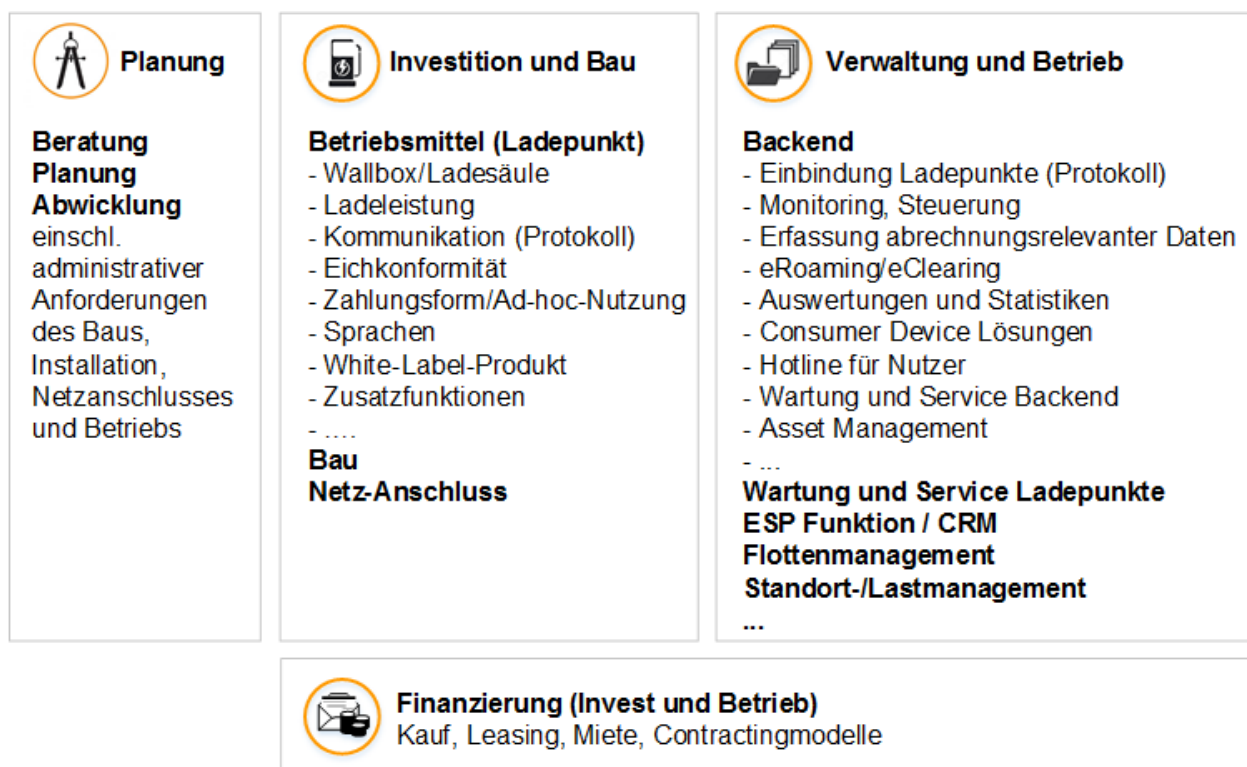 Planung
Beratung
Planung
Abwicklung
einschl.
administrativer
Anforderungen
des Baus,
Installation,
Netzanschlusses
und Betriebs
Investition und Bau
Betriebsmittel (Ladepunkt)
- Wallbox/Ladesäule
- Ladeleistung
- Kommunikation (Protokoll)
- Eichkonformität
- Zahlungsform/Ad-hoc-Nutzung
- Sprachen
- White-Label-Produkt
- Zusatzfunktionen
- ....
Bau
Netz-Anschluss
Verwaltung und Betrieb
Backend
- Einbindung Ladepunkte (Protokoll)
- Monitoring, Steuerung
- Erfassung abrechnungsrelevanter Daten
- eRoaming/eClearing
- Auswertungen und Statistiken
- Consumer Device Lösungen
- Hotline für Nutzer
- Wartung und Service Backend
- Asset Management
- ...
Wartung und Service Ladepunkte
ESP Funktion / CRM
Flottenmanagement
Standort-/Lastmanagement
...
Finanzierung (Invest und Betrieb)
Kauf, Leasing, Miete, Contractingmodelle